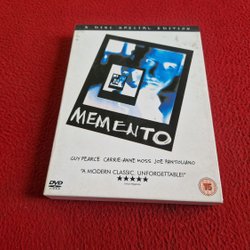 2 DISC SPECIAL EDITION
MEMENTO
GUY PEARCE CARRIE-ANNE MOSS JOE PANTOLIANO
"A MODERN CLASSIC. UNFORGETTABLE!"
DVD
15